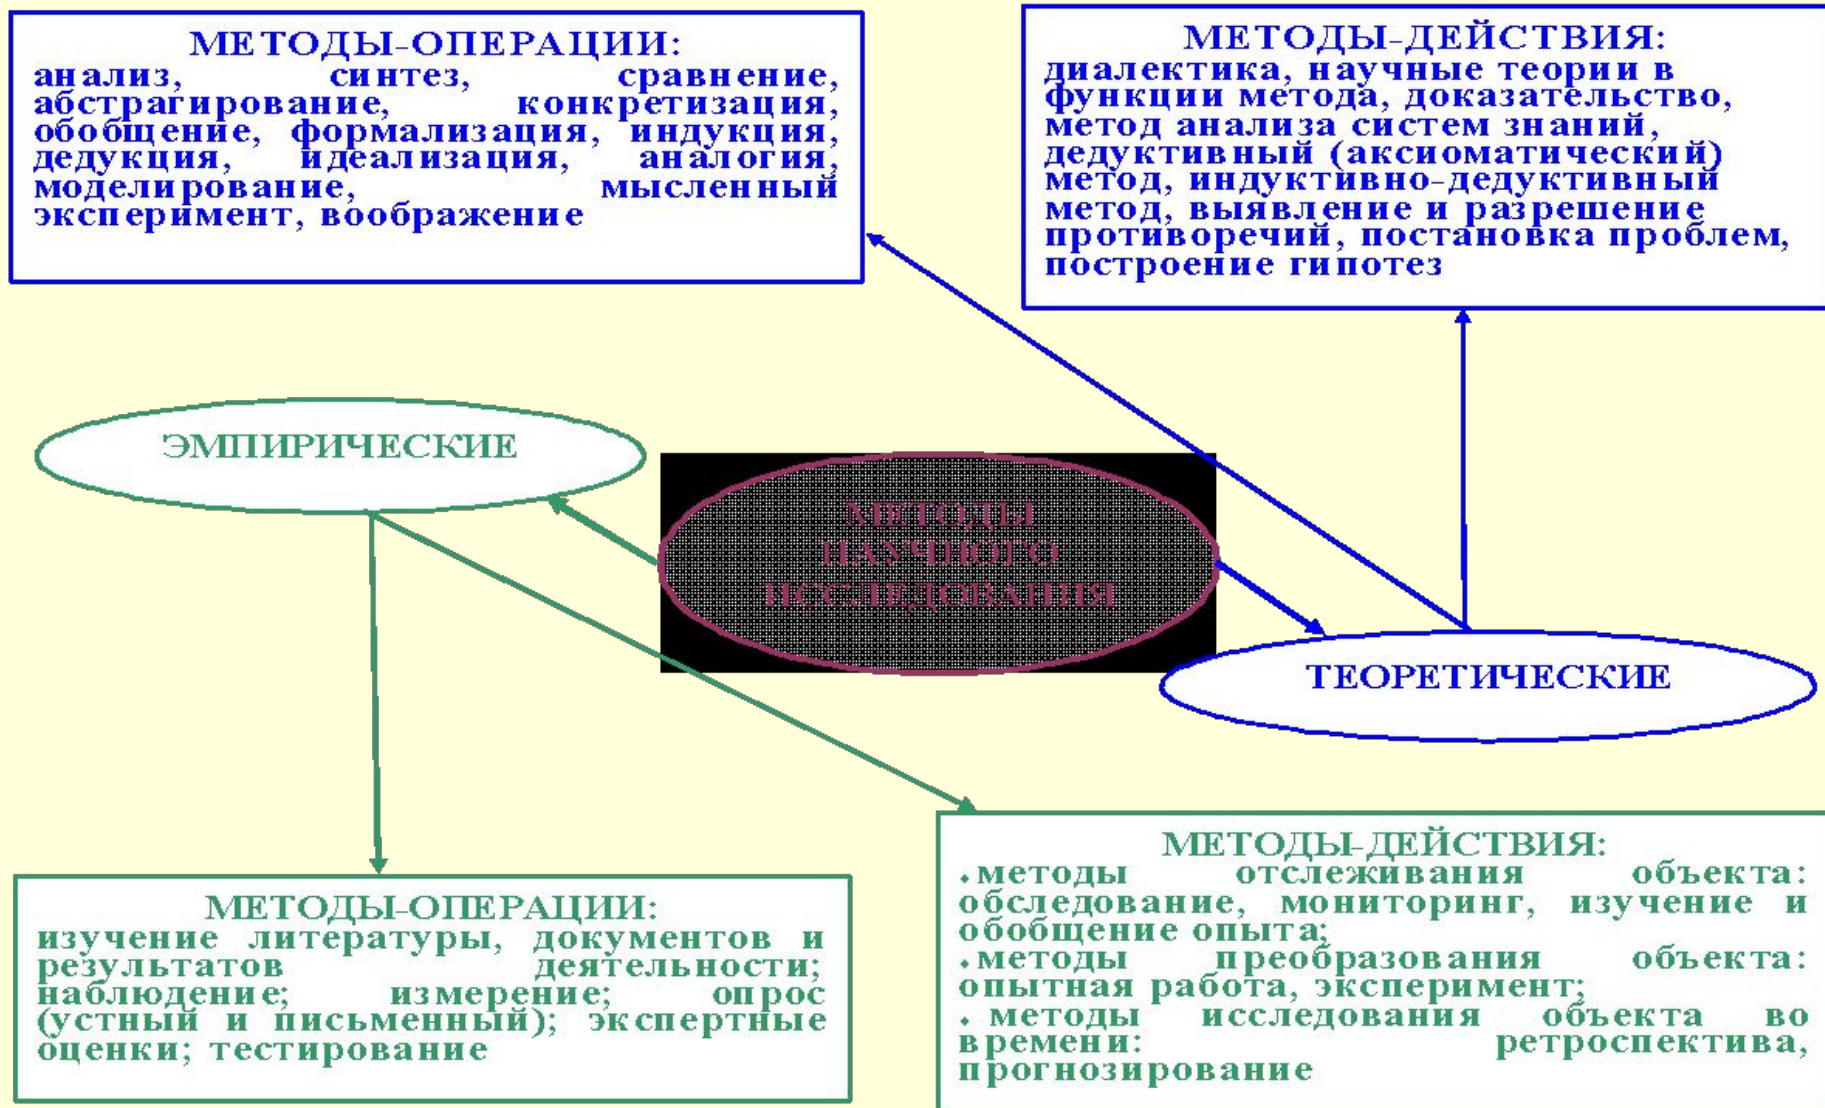 МЕТОДЫ-ОПЕРАЦИИ:
анализ, синтез, сравнение,
абстрагирование, конкретизация,
обобщение, формализация, индукция,
дедукция, идеализация, аналогия,
моделирование, мысленный
эксперимент, воображение
МЕТОДЫ-ДЕЙСТВИЯ:
диалектика, научные теории в
функции метода, доказательство,
метод анализа систем знаний,
дедуктивный (аксиоматический)
метод, индуктивно-дедуктивный
метод, выявление и разрешение
противоречий, постановка проблем,
построение гипотез
ЭМПИРИЧЕСКИЕ
МЕТОДЫ
НАУЧНОГО
ИССЛЕДОВАНИЯ
ТЕОРЕТИЧЕСКИЕ
МЕТОДЫ-ОПЕРАЦИИ:
изучение литературы, документов и
результатов деятельности;
наблюдение; измерение; опрос
(устный и письменный); экспертные
оценки; тестирование
МЕТОДЫ-ДЕЙСТВИЯ:
•методы отслеживания объекта:
обследование, мониторинг, изучение и
обобщение опыта;
•методы преобразования объекта:
опытная работа, эксперимент;
• методы исследования объекта во
времени: ретроспектива,
прогнозирование